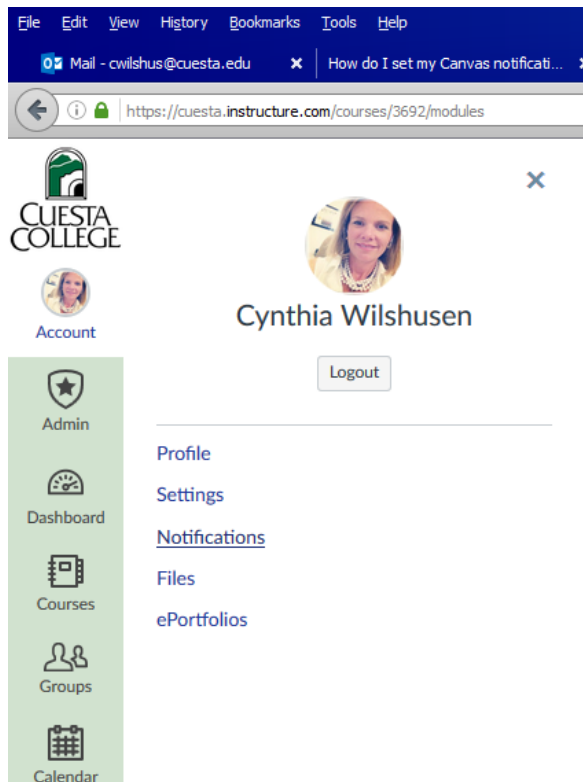 File Edit View History Bookmarks Tools Help
Mail - cwilshus@cuesta.edu × How do I set my Canvas notificati...
https://cuesta.instructure.com/courses/3692/modules
CUESTA
COLLEGE
Account
Cynthia Wilshusen
Logout
Admin
Dashboard
Courses
Groups
Calendar
Profile
Settings
Notifications
Files
ePortfolios